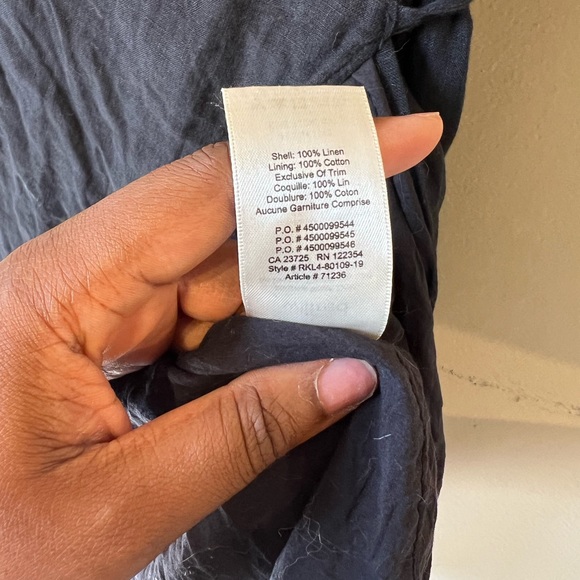 Shell: 100% Linen
Lining: 100% Cotton
Exclusive Of Trim
Coquille: 100% Lin
Doublure: 100% Coton
Aucune Garniture Comprise
P.O. # 4500099544
P.O. # 4500099545
P.O. # 4500099546
CA 23725 RN 122354
Style # RKL4-80109-19
Article # 71236